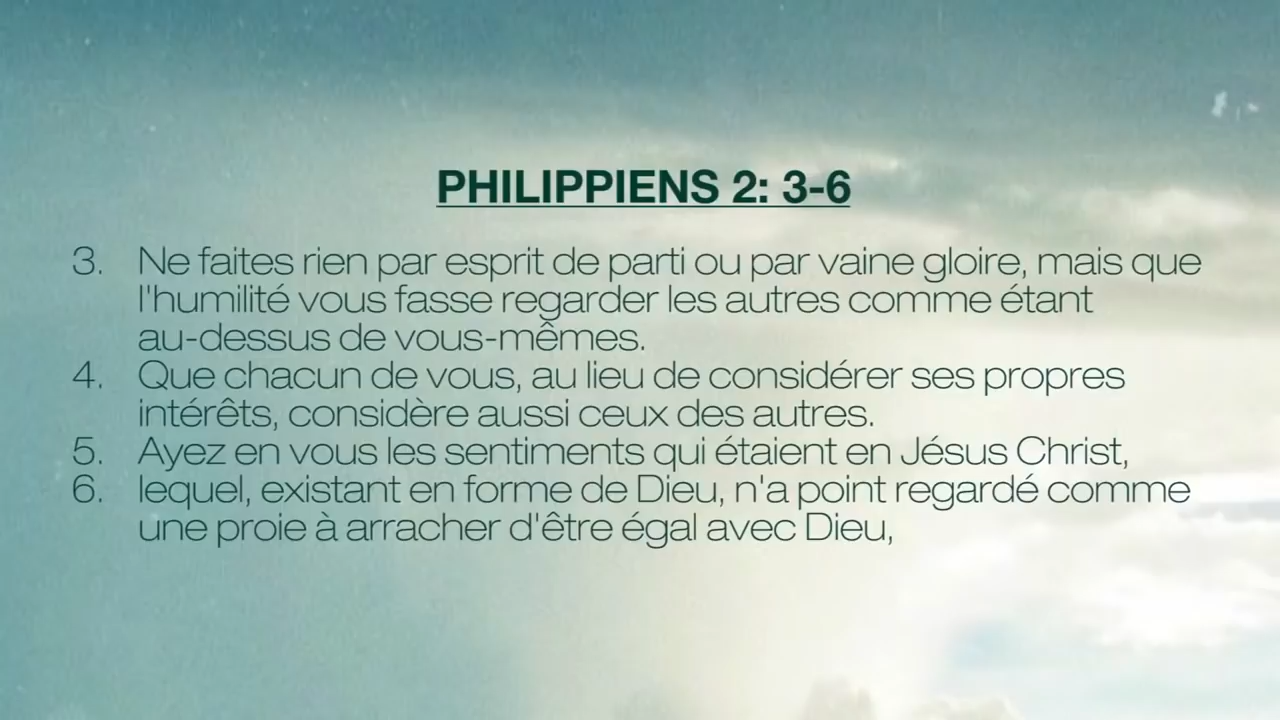 PHILIPPIENS 2: 3-6
3. Ne faites rien par esprit de parti ou par vaine gloire, mais que
l'humilité vous fasse regarder les autres comme étant
au-dessus de vous-mêmes.
4. Que chacun de vous, au lieu de considérer ses propres
intérêts, considère aussi ceux des autres.
5. Ayez en vous les sentiments qui étaient en Jésus Christ,
6. lequel, existant en forme de Dieu, n'a point regardé comme
une proie à arracher d'être égal avec Dieu,